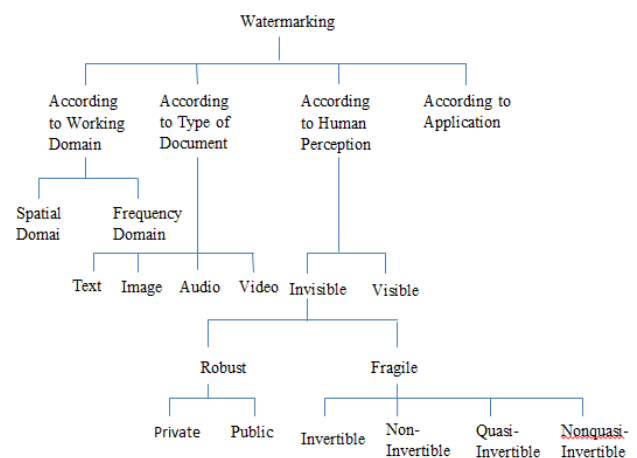 Watermarking
According
to Working
Domain
According
to Type of
Document
According
to Human
Perception
According to
Application
Spatial
Domai
Frequency
Domain
Text
Image
Audio
Video
Invisible
Visible
Robust
Fragile
Private
Public
Invertible
Non-
Invertible
Quasi-
Invertible
Nonquasi-
Invertible